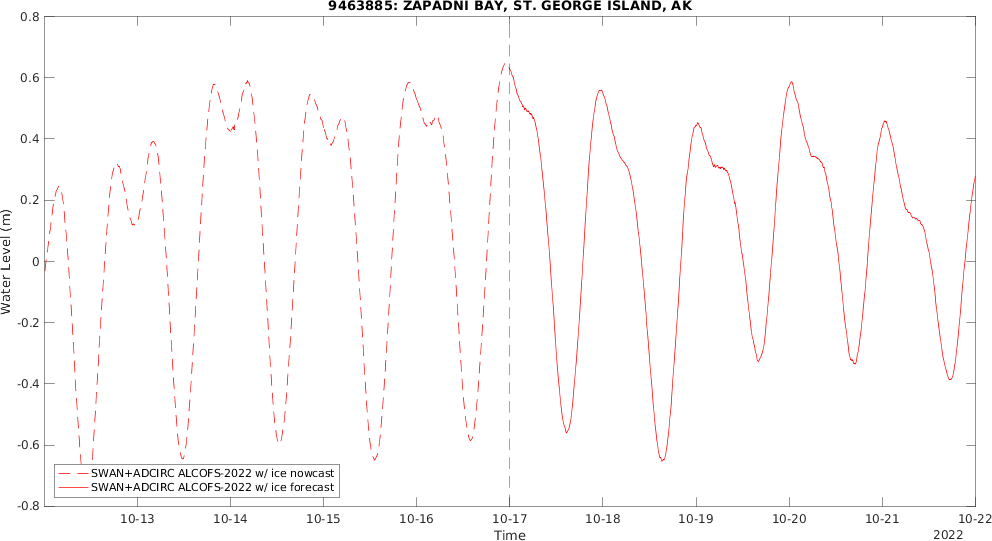 9463885: ZAPADNI BAY, ST. GEORGE ISLAND, AK
0.8
0.6
0.4
0.2
0
-0.2
-0.4
-0.6
-0.8
Water Level (m)
SWAN+ADCIRC ALCOFS-2022 w/ ice nowcast
SWAN+ADCIRC ALCOFS-2022 w/ ice forecast
10-13 10-14 10-15 10-16 10-17 10-18 10-19 10-20 10-21 10-22
Time
2022